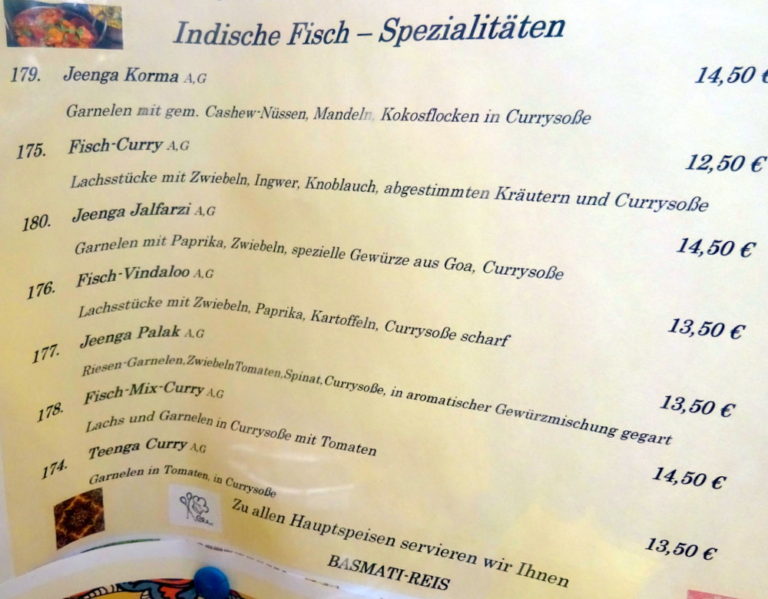 Indische Fisch – Spezialitäten
179. Jeenga Korma A,G 14,50 €
Garnelen mit gem. Cashew-Nüssen, Mandeln, Kokosflocken in Currysoße
175. Fisch-Curry A,G 12,50 €
Lachsstücke mit Zwiebeln, Ingwer, Knoblauch, abgestimmten Kräutern und Currysoße
180. Jeenga Jalfarzi A,G 14,50 €
Garnelen mit Paprika, Zwiebeln, spezielle Gewürze aus Goa, Currysoße
176. Fisch-Vindaloo A,G 13,50 €
Lachsstücke mit Zwiebeln, Paprika, Kartoffeln, Currysoße scharf
177. Jeenga Palak A,G 13,50 €
Riesen-Garnelen,ZwiebelnTomaten,Spinat,Currysoße, in aromatischer Gewürzmischung gegart
178. Fisch-Mix-Curry A,G 14,50 €
Lachs und Garnelen in Currysoße mit Tomaten
174. Teenga Curry A,G 13,50 €
Garnelen in Tomaten, in Currysoße
Zu allen Hauptspeisen servieren wir Ihnen
BASMATI-REIS